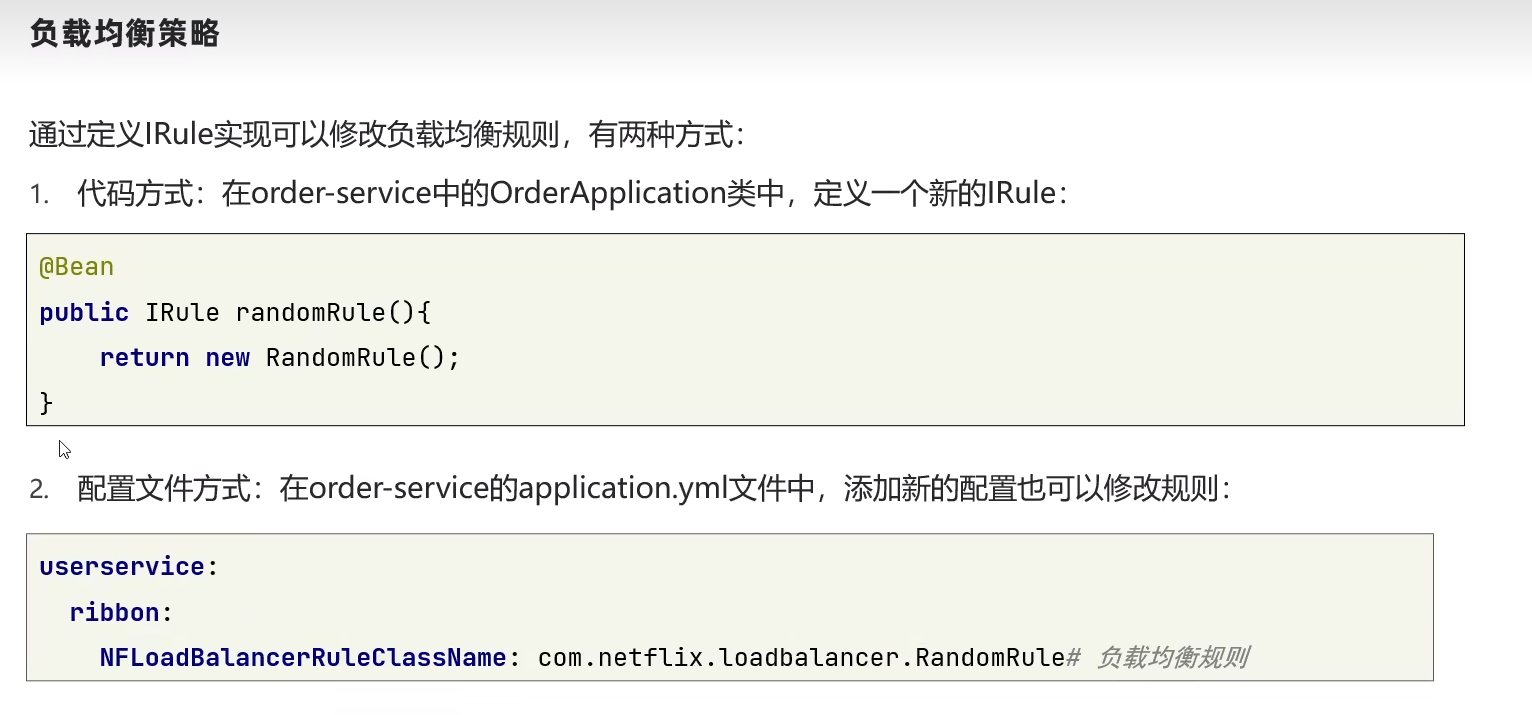 负载均衡策略
通过定义IRule实现可以修改负载均衡规则，有两种方式：
1. 代码方式：在order-service中的OrderApplication类中，定义一个新的IRule：
@Bean
public IRule randomRule(){
    return new RandomRule();
}
2. 配置文件方式：在order-service的application.yml文件中，添加新的配置也可以修改规则：
userservice:
  ribbon:
    NFLoadBalancerRuleClassName: com.netflix.loadbalancer.RandomRule# 负载均衡规则